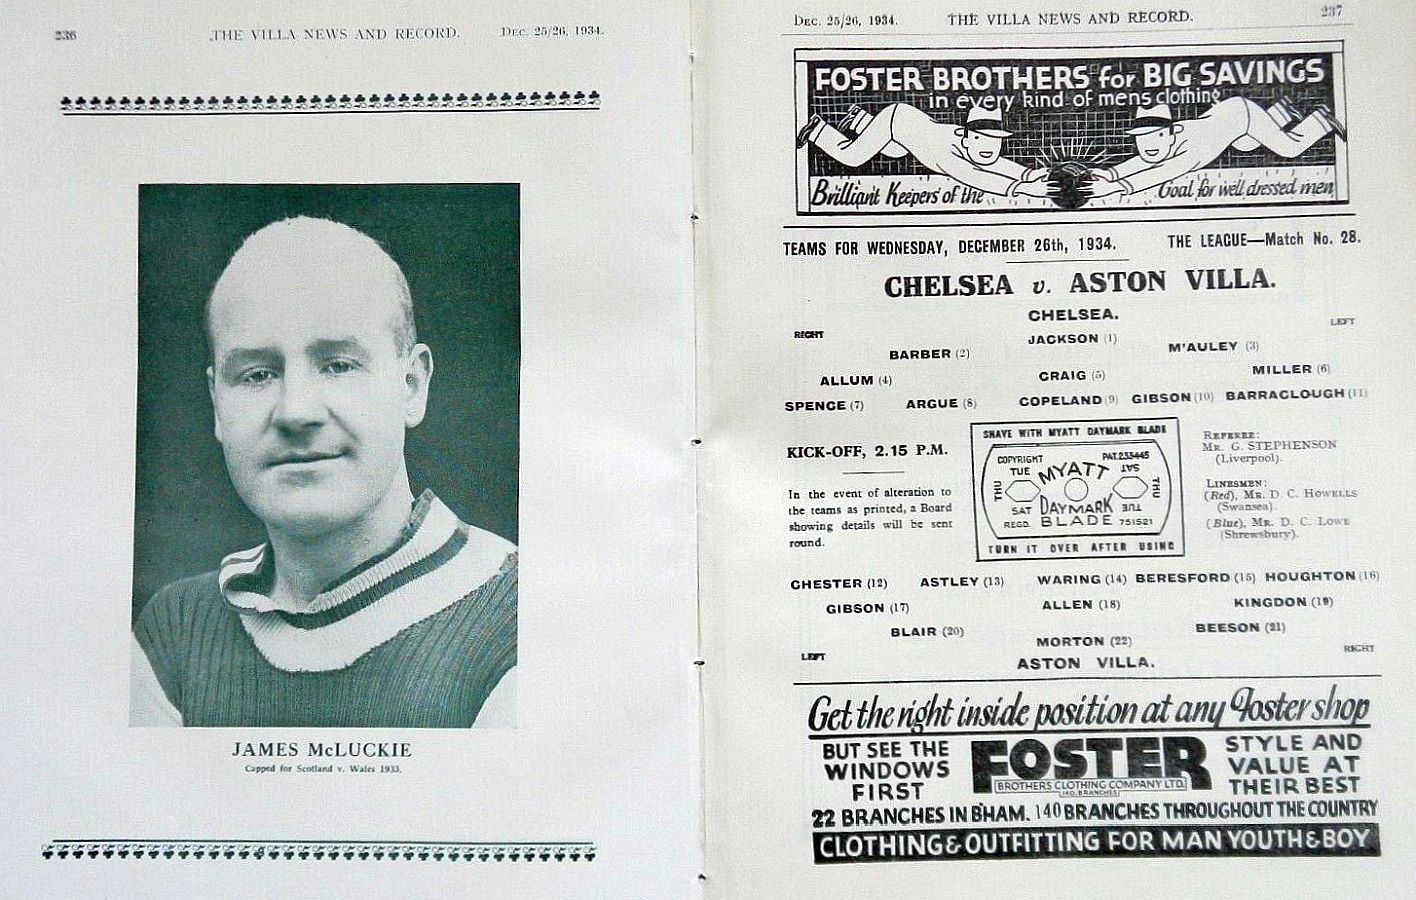 236
THE VILLA NEWS AND RECORD.
Dec. 25/26, 1934.
JAMES McLUCKIE
Capped for Scotland v. Wales 1933.
Dec. 25/26, 1934.
THE VILLA NEWS AND RECORD.
237
FOSTER BROTHERS for BIG SAVINGS
in every kind of mens clothing
Brilliant Keepers of the
Goal for well dressed men
TEAMS FOR WEDNESDAY, DECEMBER 26th, 1934.
THE LEAGUE—Match No. 28.
CHELSEA v. ASTON VILLA.
CHELSEA.
RIGHT
LEFT
JACKSON (1)
BARBER (2)
M'AULEY (3)
ALLUM (4)
CRAIG (5)
MILLER (6)
SPENCE (7)
ARGUE (8)
COPELAND (9)
GIBSON (10)
BARRACLOUGH (11)
KICK-OFF, 2.15 P.M.
In the event of alteration to
the teams as printed, a Board
showing details will be sent
round.
SHAVE WITH MYATT DAYMARK BLADE
COPYRIGHT
PAT.233445
TUE
MYATT
SAT
THU
THU
SAT
DAYMARK
TUE
REGD.
BLADE
751521
TURN IT OVER AFTER USING
Referee:
Mr. G. STEPHENSON
(Liverpool).
Linesmen:
(Red), Mr. D. C. Howells
(Swansea).
(Blue), Mr. D. C. Lowe
(Shrewsbury).
CHESTER (12)
ASTLEY (13)
WARING (14)
BERESFORD (15)
HOUGHTON (16)
GIBSON (17)
ALLEN (18)
KINGDON (19)
BLAIR (20)
BEESON (21)
MORTON (22)
LEFT
RIGHT
ASTON VILLA.
Get the right inside position at any Foster shop
BUT SEE THE
WINDOWS
FIRST
FOSTER
BROTHERS CLOTHING COMPANY LTD.
140 BRANCHES
STYLE AND
VALUE AT
THEIR BEST
22 BRANCHES IN B'HAM. 140 BRANCHES THROUGHOUT THE COUNTRY
CLOTHING & OUTFITTING FOR MAN YOUTH & BOY